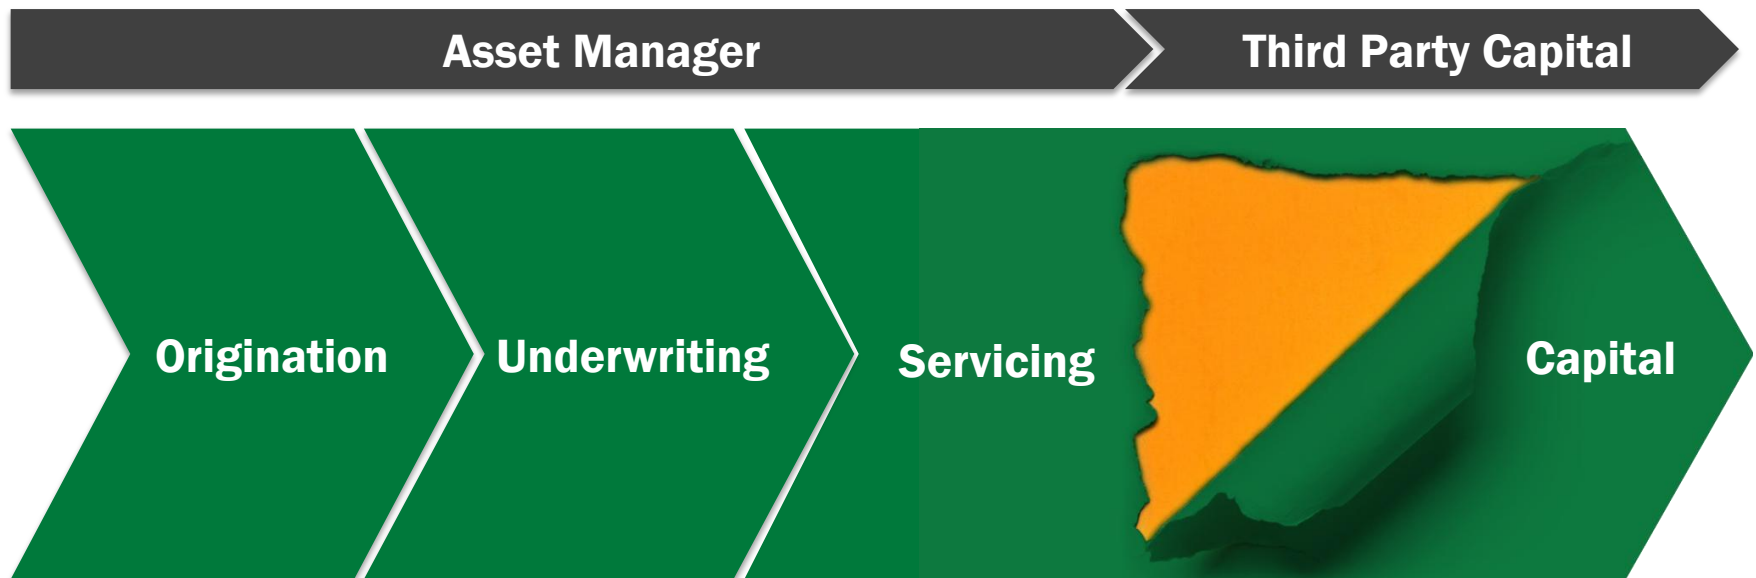 Asset Manager
Third Party Capital
Origination
Underwriting
Servicing
Capital